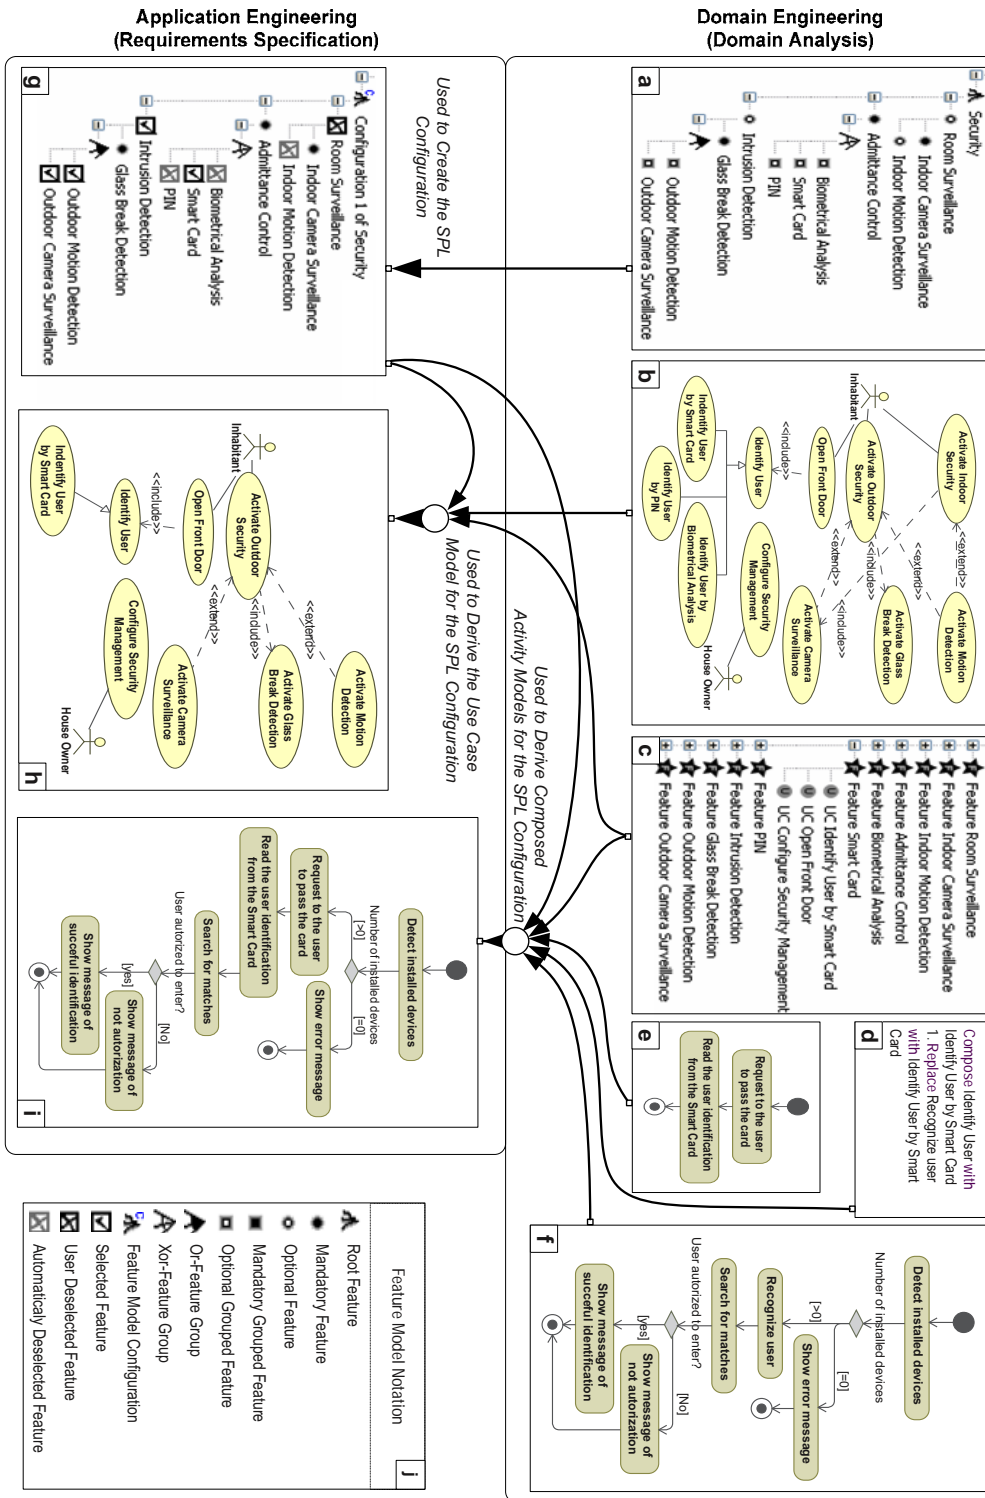 Application Engineering
(Requirements Specification)
Domain Engineering
(Domain Analysis)
a
Security
Room Surveillance
Indoor Camera Surveillance
Indoor Motion Detection
Admittance Control
Biometrical Analysis
Smart Card
PIN
Intrusion Detection
Glass Break Detection
Outdoor Motion Detection
Outdoor Camera Surveillance
b
Inhabitant
Activate Indoor
Security
<<extend>>
Activate Motion
Detection
Activate Outdoor
Security
<<extend>>
<<include>>
Activate Glass
Break Detection
<<extend>>
<<include>>
Activate Camera
Surveillance
Open Front Door
<<include>>
Identify User
Configure Security
Management
House Owner
Indentify User
by Smart Card
Identify User by
Biometrical Analysis
Identify User
by PIN
c
Feature Room Surveillance
Feature Indoor Camera Surveillance
Feature Indoor Motion Detection
Feature Admittance Control
Feature Biometrical Analysis
Feature Smart Card
UC Identify User by Smart Card
UC Open Front Door
UC Configure Security Management
Feature PIN
Feature Intrusion Detection
Feature Glass Break Detection
Feature Outdoor Motion Detection
Feature Outdoor Camera Surveillance
d
Compose Identify User with
Identify User by Smart Card
1. Replace Recognize user
with Identify User by Smart
Card
e
Request to the user
to pass the card
Read the user identification
from the Smart Card
f
Detect installed devices
Number of installed devices
[>0]
[=0]
Recognize user
Show error message
Search for matches
User autorized to enter?
[yes]
[No]
Show message of
succeful identification
Show message of
not autorization
Used to Create the SPL
Configuration
Used to Derive the Use Case
Model for the SPL Configuration
Used to Derive Composed
Activity Models for the SPL Configuration
g
Configuration 1 of Security
Room Surveillance
Indoor Camera Surveillance
Indoor Motion Detection
Admittance Control
Biometrical Analysis
Smart Card
PIN
Intrusion Detection
Glass Break Detection
Outdoor Motion Detection
Outdoor Camera Surveillance
h
Inhabitant
Activate Outdoor
Security
<<extend>>
Activate Motion
Detection
<<include>>
Activate Glass
Break Detection
<<extend>>
Activate Camera
Surveillance
Open Front Door
<<include>>
Identify User
Indentify User
by Smart Card
Configure Security
Management
House Owner
i
Detect installed devices
Number of installed devices
[>0]
[=0]
Request to the user
to pass the card
Show error message
Read the user identification
from the Smart Card
Search for matches
User autorized to enter?
[yes]
[No]
Show message of
succeful identification
Show message of
not autorization
j
Feature Model Notation
Root Feature
Mandatory Feature
Optional Feature
Mandatory Grouped Feature
Optional Grouped Feature
Or-Feature Group
Xor-Feature Group
C
Feature Model Configuration
Selected Feature
User Deselected Feature
Automaticaly Deselected Feature